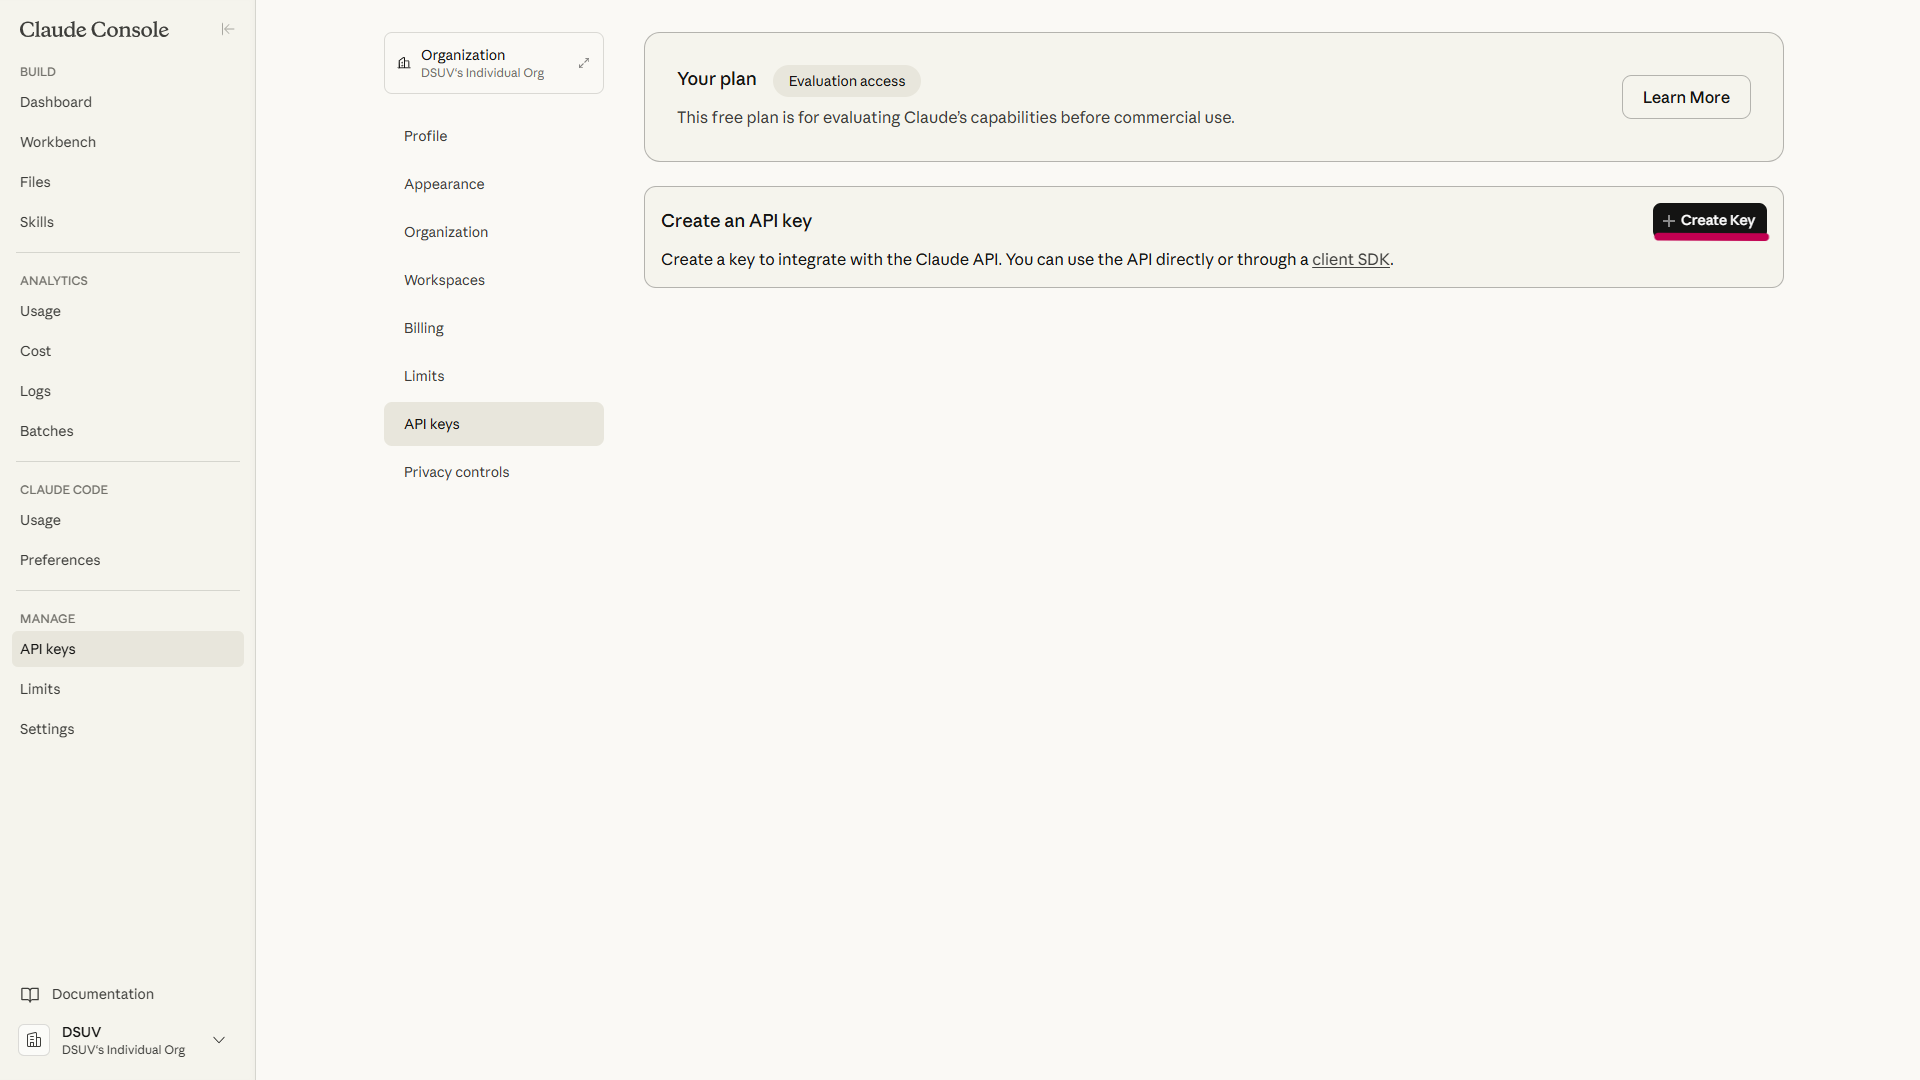 Claude Console
BUILD
Dashboard
Workbench
Files
Skills
ANALYTICS
Usage
Cost
Logs
Batches
CLAUDE CODE
Usage
Preferences
MANAGE
API keys
Limits
Settings
Documentation
DSUV
DSUV's Individual Org
Organization
DSUV's Individual Org
Profile
Appearance
Organization
Workspaces
Billing
Limits
API keys
Privacy controls
Your plan
Evaluation access
This free plan is for evaluating Claude's capabilities before commercial use.
Learn More
Create an API key
Create Key
Create a key to integrate with the Claude API. You can use the API directly or through a client SDK.